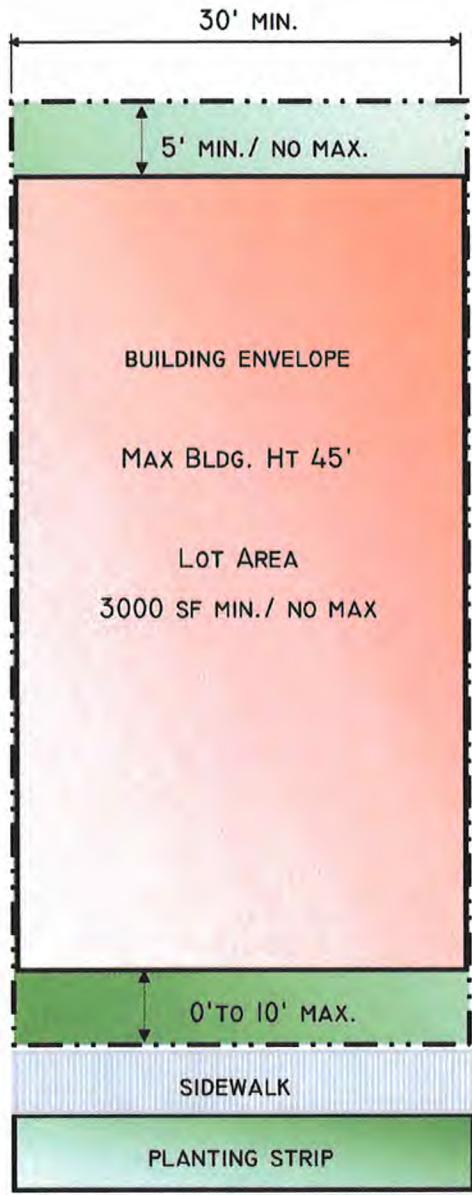 30' MIN.
5' MIN./ NO MAX.
BUILDING ENVELOPE
MAX BLDG. HT 45'
LOT AREA
3000 SF MIN./ NO MAX
0'TO 10' MAX.
SIDEWALK
PLANTING STRIP